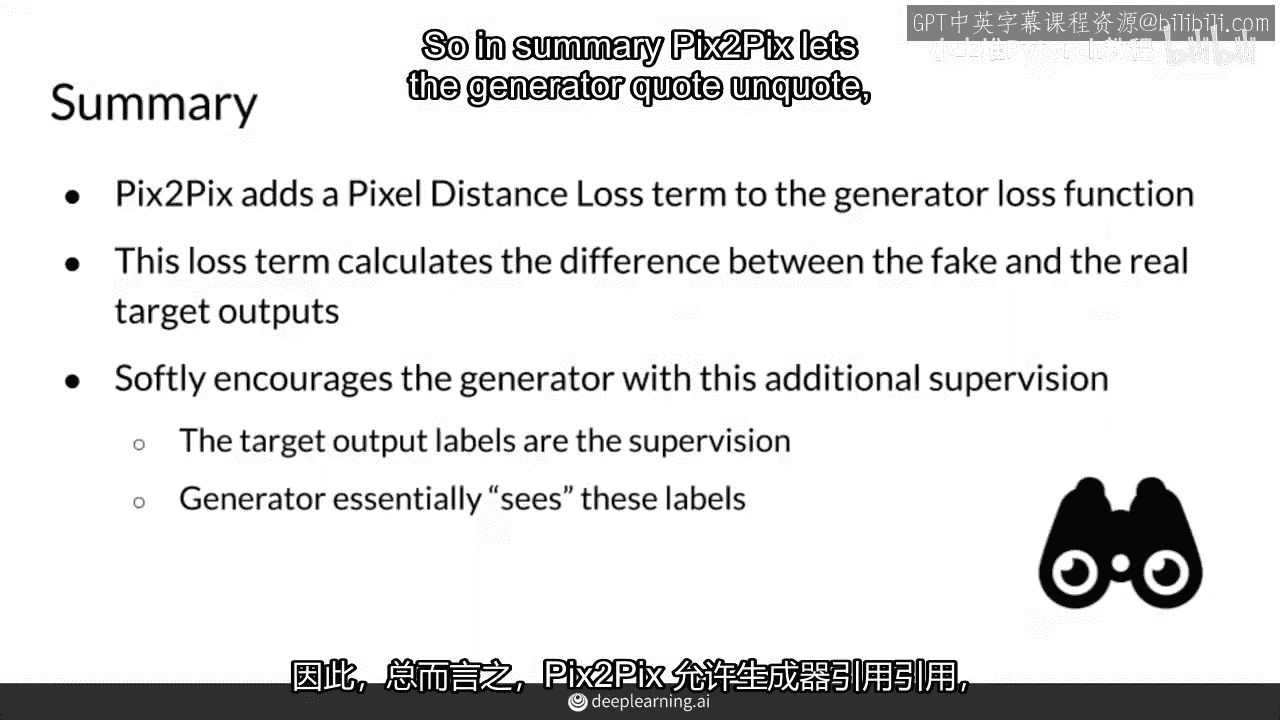 GPT中英字幕课程资源@bilibili.com
So in summary Pix2Pix lets
the generator quote unquote,
Summary
• Pix2Pix adds a Pixel Distance Loss term to the generator loss function
• This loss term calculates the difference between the fake and the real
target outputs
• Softly encourages the generator with this additional supervision
○ The target output labels are the supervision
○ Generator essentially “sees” these labels
因此，总而言之，Pix2Pix 允许生成器引用引用，
deeplearning.ai